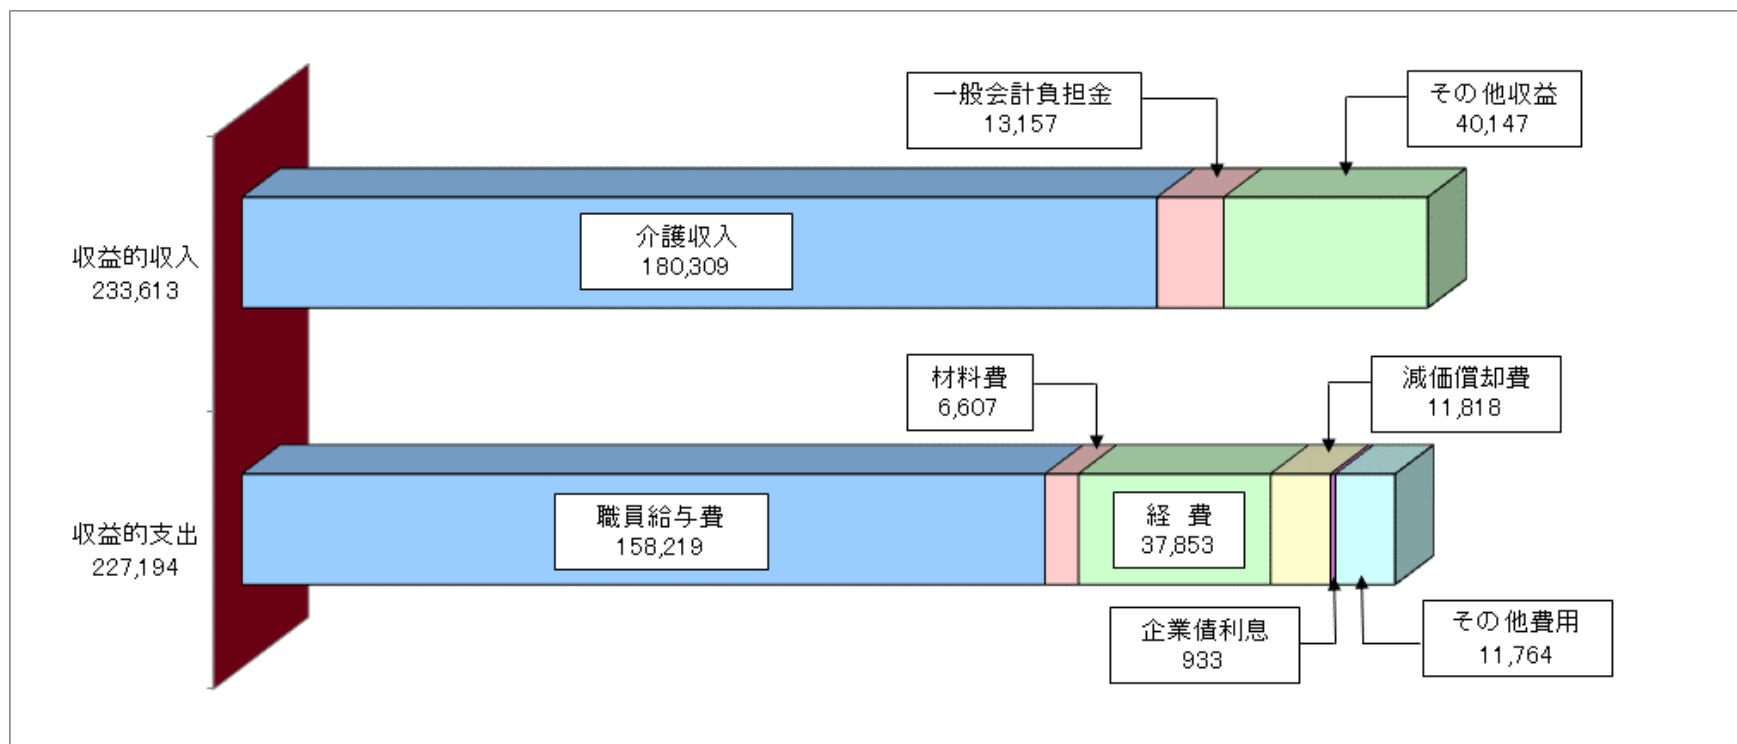 一般会計負担金
13,157
その他収益
40,147
介護収入
180,309
収益的収入
233,613
材料費
6,607
減価償却費
11,818
職員給与費
158,219
経 費
37,853
収益的支出
227,194
企業債利息
933
その他費用
11,764